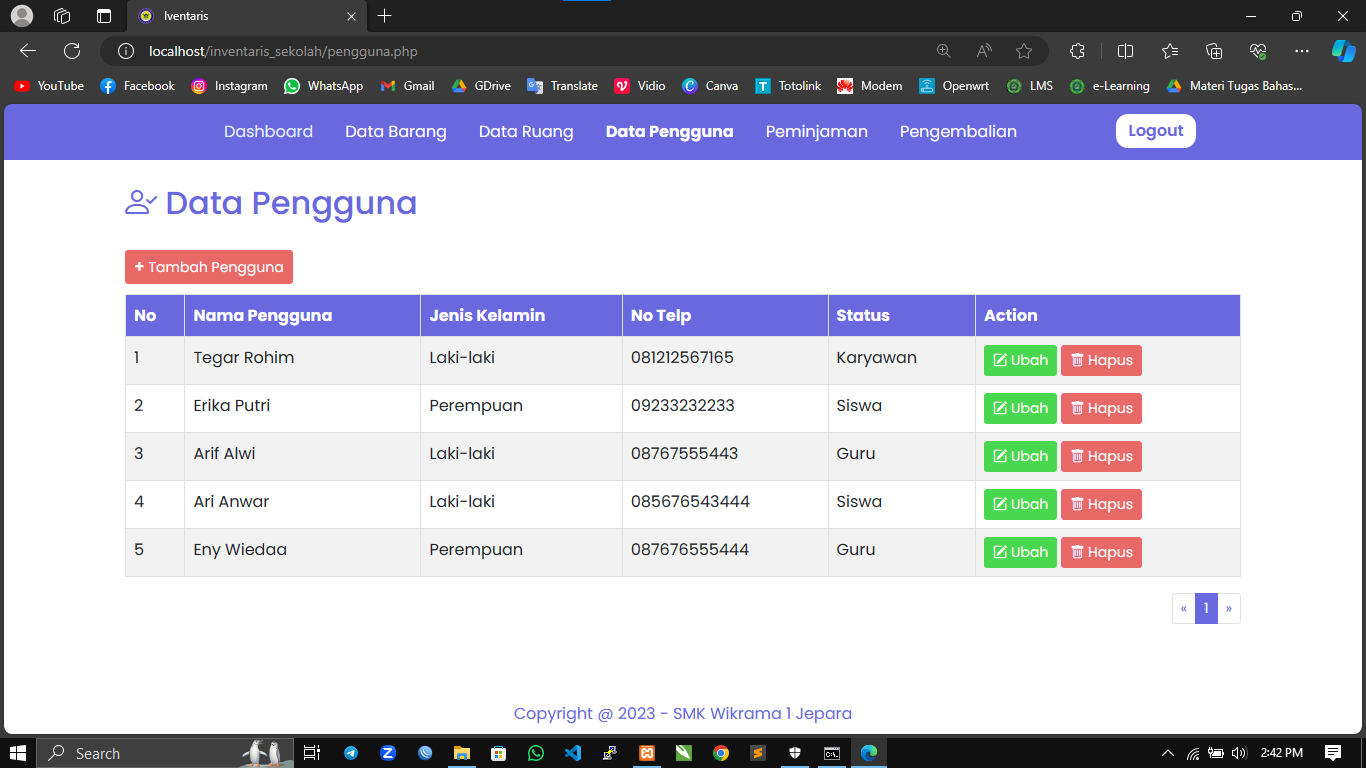 Iventaris
localhost/inventaris_sekolah/pengguna.php
YouTube Facebook Instagram WhatsApp Gmail GDrive Translate Vidio Canva Totolink Modem Openwrt LMS e-Learning Materi Tugas Bahas...
Dashboard Data Barang Data Ruang Data Pengguna Peminjaman Pengembalian Logout
Data Pengguna
+ Tambah Pengguna
No Nama Pengguna Jenis Kelamin No Telp Status Action
1 Tegar Rohim Laki-laki 081212567165 Karyawan Ubah Hapus
2 Erika Putri Perempuan 09233232233 Siswa Ubah Hapus
3 Arif Alwi Laki-laki 08767555443 Guru Ubah Hapus
4 Ari Anwar Laki-laki 085676543444 Siswa Ubah Hapus
5 Eny Wiedaa Perempuan 087676555444 Guru Ubah Hapus
« 1 »
Copyright @ 2023 - SMK Wikrama 1 Jepara
Search 2:42 PM